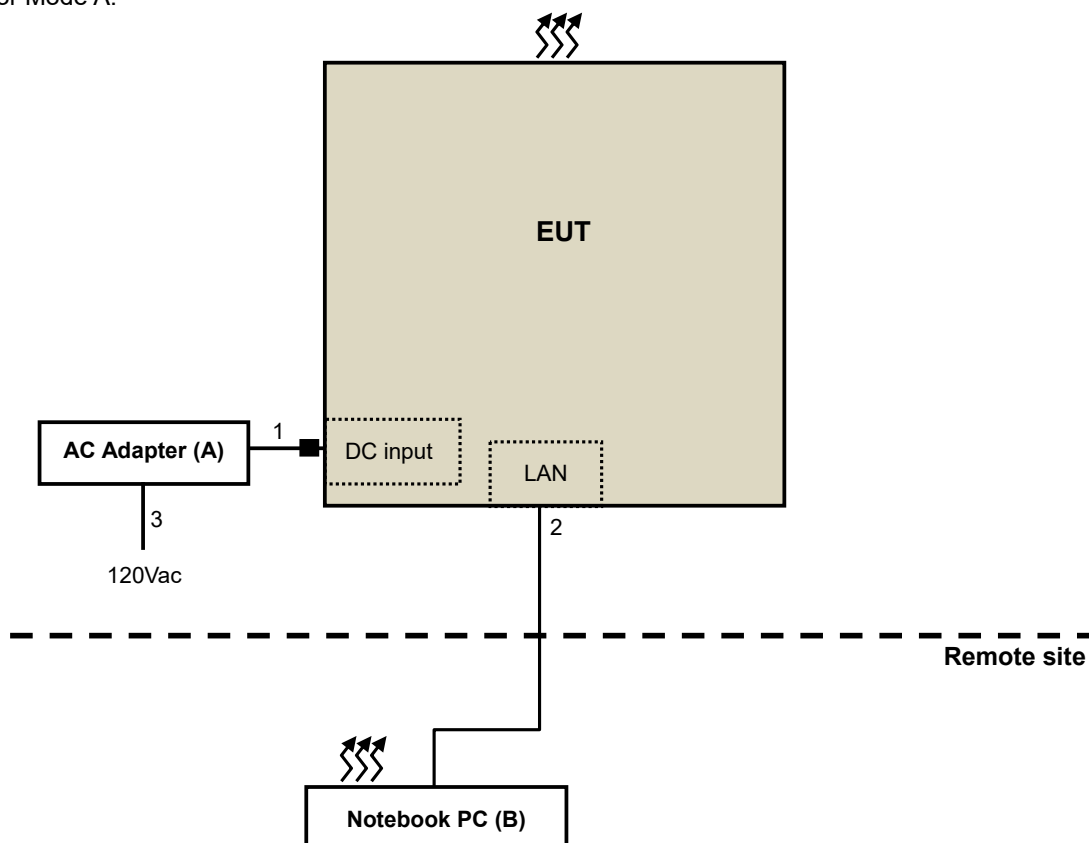 or Mode A.
EUT
1
AC Adapter (A)
DC input
LAN
3
2
120Vac
Remote site
Notebook PC (B)